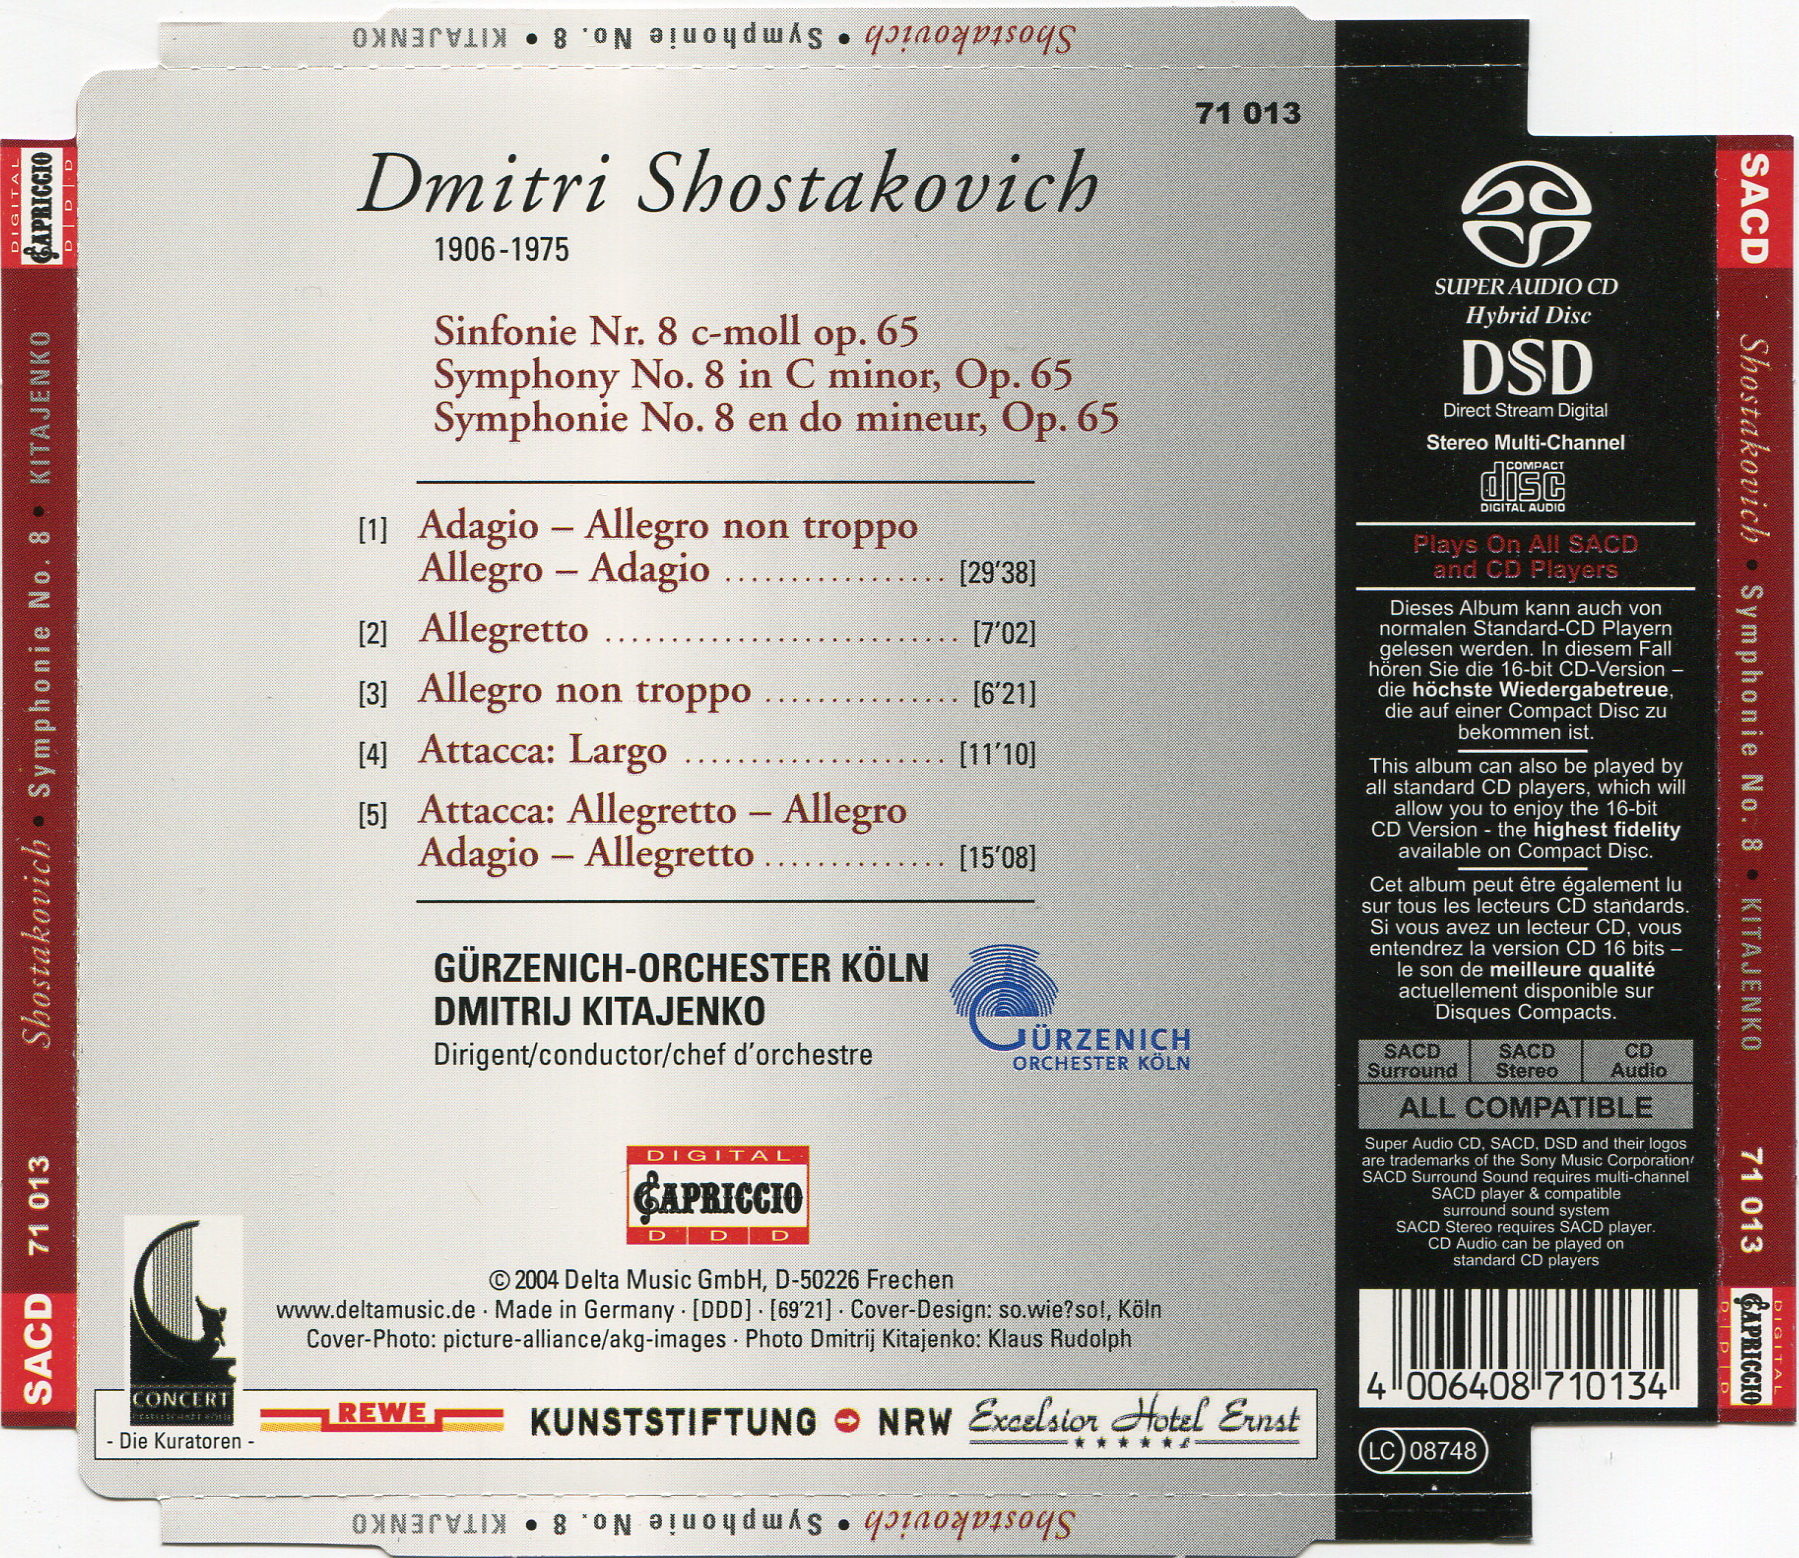 Shostakovich • Symphonie No. 8 • KITAJENKO
71 013
Dmitri Shostakovich
1906-1975
Sinfonie Nr. 8 c-moll op. 65
Symphony No. 8 in C minor, Op. 65
Symphonie No. 8 en do mineur, Op. 65
[1] Adagio – Allegro non troppo
Allegro – Adagio .................. [29'38]
[2] Allegretto ........................... [7'02]
[3] Allegro non troppo ............... [6'21]
[4] Attacca: Largo .................... [11'10]
[5] Attacca: Allegretto – Allegro
Adagio – Allegretto .............. [15'08]
GÜRZENICH-ORCHESTER KÖLN
DMITRIJ KITAJENKO
Dirigent/conductor/chef d'orchestre
GÜRZENICH
ORCHESTER KÖLN
DIGITAL
CAPRICCIO
D D D
© 2004 Delta Music GmbH, D-50226 Frechen
www.deltamusic.de · Made in Germany · [DDD] · [69'21] · Cover-Design: so.wie?so!, Köln
Cover-Photo: picture-alliance/akg-images · Photo Dmitrij Kitajenko: Klaus Rudolph
CONCERT
- Die Kuratoren -
REWE
KUNSTSTIFTUNG NRW
Excelsior Hotel Ernst
Shostakovich • Symphonie No. 8 • KITAJENKO
SUPER AUDIO CD
Hybrid Disc
DSD
Direct Stream Digital
Stereo Multi-Channel
COMPACT
disc
DIGITAL AUDIO
Plays On All SACD
and CD Players
Dieses Album kann auch von
normalen Standard-CD Playern
gelesen werden. In diesem Fall
hören Sie die 16-bit CD-Version –
die höchste Wiedergabetreue,
die auf einer Compact Disc zu
bekommen ist.
This album can also be played by
all standard CD players, which will
allow you to enjoy the 16-bit
CD Version - the highest fidelity
available on Compact Disc.
Cet album peut être également lu
sur tous les lecteurs CD standards.
Si vous avez un lecteur CD, vous
entendrez la version CD 16 bits –
le son de meilleure qualité
actuellement disponible sur
Disques Compacts.
SACD Surround
SACD Stereo
CD Audio
ALL COMPATIBLE
Super Audio CD, SACD, DSD and their logos
are trademarks of the Sony Music Corporation/
SACD Surround Sound requires multi-channel
SACD player & compatible
surround sound system
SACD Stereo requires SACD player.
CD Audio can be played on
standard CD players
4 006408 710134
LC 08748
SACD 71 013 Shostakovich • Symphonie No. 8 • KITAJENKO
DIGITAL
CAPRICCIO
D D D
SACD Shostakovich • Symphonie No. 8 • KITAJENKO 71 013
DIGITAL
CAPRICCIO
D D D